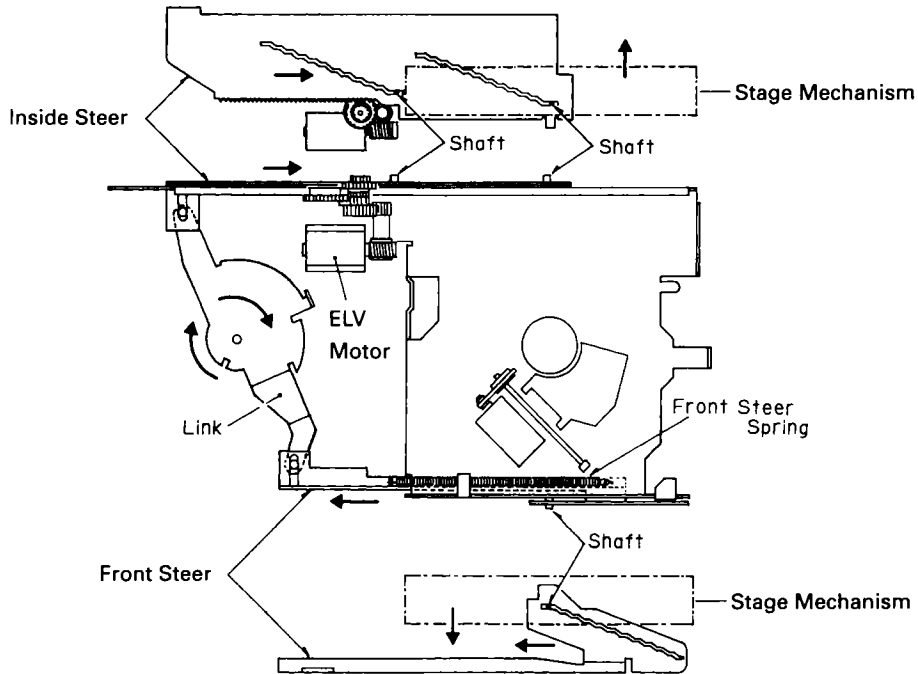 Stage Mechanism
Inside Steer
Shaft
Shaft
ELV
Motor
Front Steer
Spring
Link
Shaft
Front Steer
Stage Mechanism